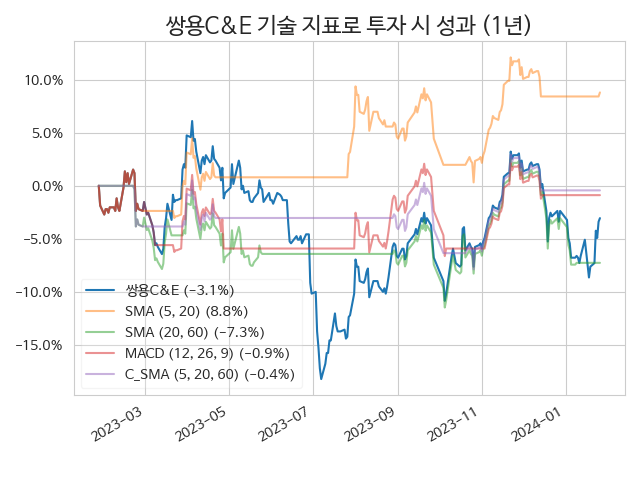 쌍용C&E 기술 지표로 투자 시 성과 (1년)
10.0%
5.0%
0.0%
−5.0%
−10.0%
−15.0%
쌍용C&E (−3.1%)
SMA (5, 20) (8.8%)
SMA (20, 60) (−7.3%)
MACD (12, 26, 9) (−0.9%)
C_SMA (5, 20, 60) (−0.4%)
2023−03
2023−05
2023−07
2023−09
2023−11
2024−01